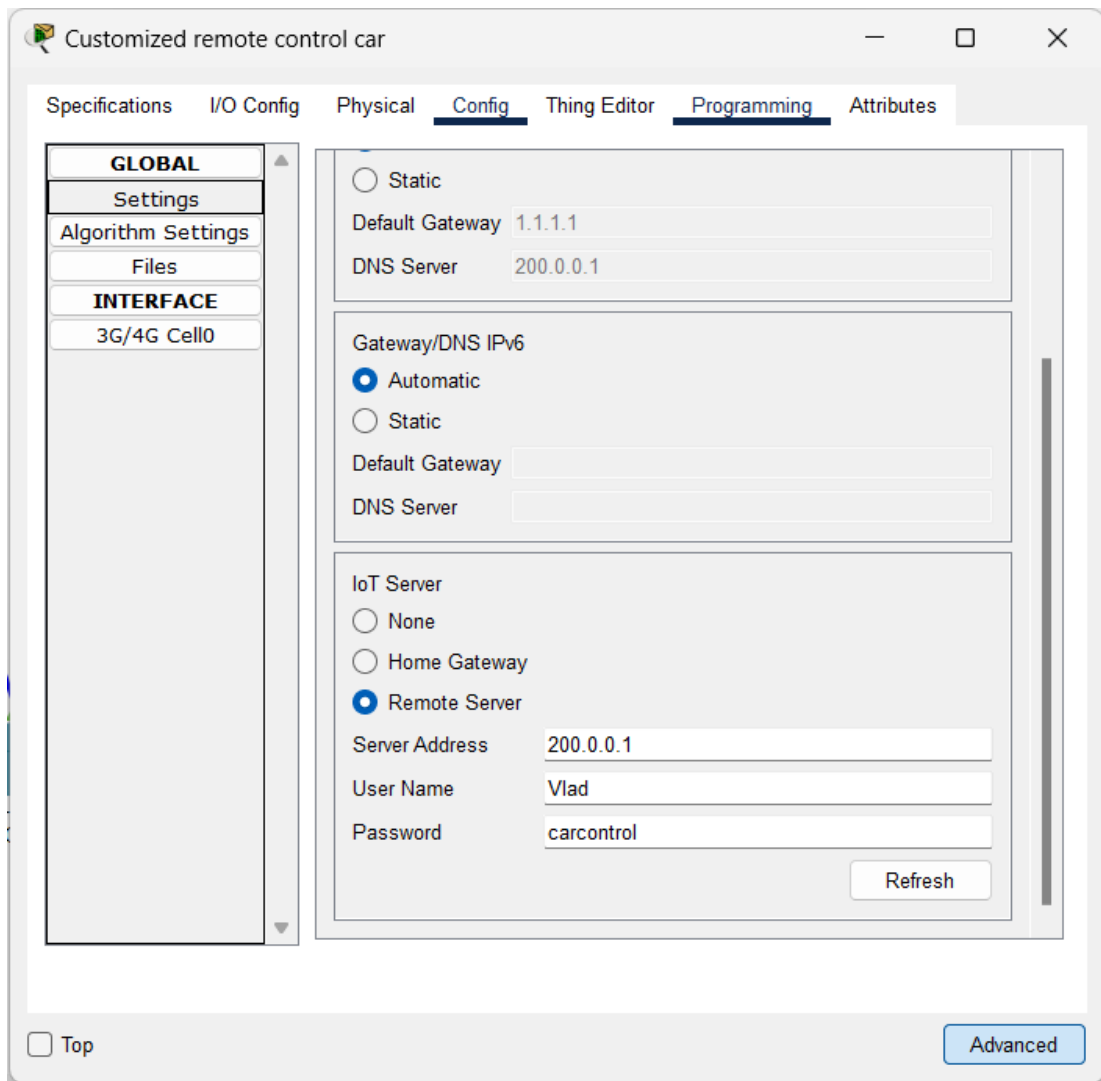 Customized remote control car
Specifications I/O Config Physical Config Thing Editor Programming Attributes
GLOBAL
Settings
Algorithm Settings
Files
INTERFACE
3G/4G Cell0
Static
Default Gateway 1.1.1.1
DNS Server 200.0.0.1
Gateway/DNS IPv6
Automatic
Static
Default Gateway
DNS Server
IoT Server
None
Home Gateway
Remote Server
Server Address 200.0.0.1
User Name Vlad
Password carcontrol
Refresh
Top
Advanced